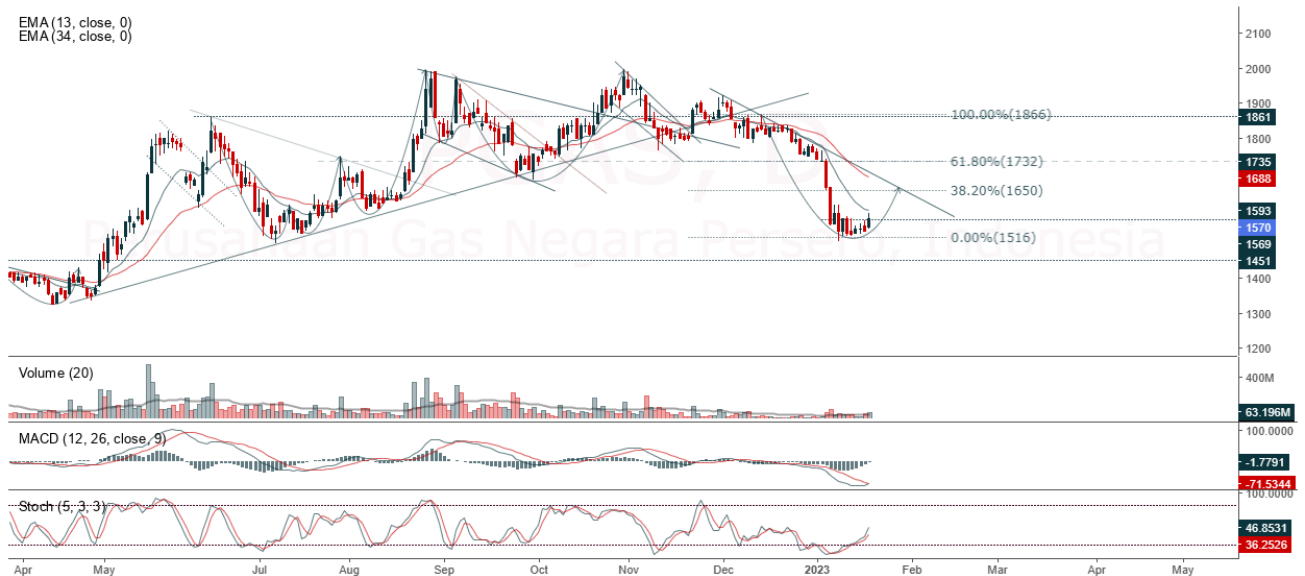 EMA (13, close, 0)
EMA (34, close, 0)
2100
2000
1900
100.00%(1866)
1861
1800
61.80%(1732)
1735
1688
38.20%(1650)
1593
1570
0.00%(1516)
1569
Perusahaan Gas Negara Persero, Indonesia
1451
1400
1300
1200
Volume (20)
400M
63.196M
MACD (12, 26, close, 9)
100.0000
-1.7791
-71.5344
100.0000
Stoch (5, 3, 3)
46.8531
36.2526
Apr May Jul Aug Sep Oct Nov Dec 2023 Feb Mar Apr May